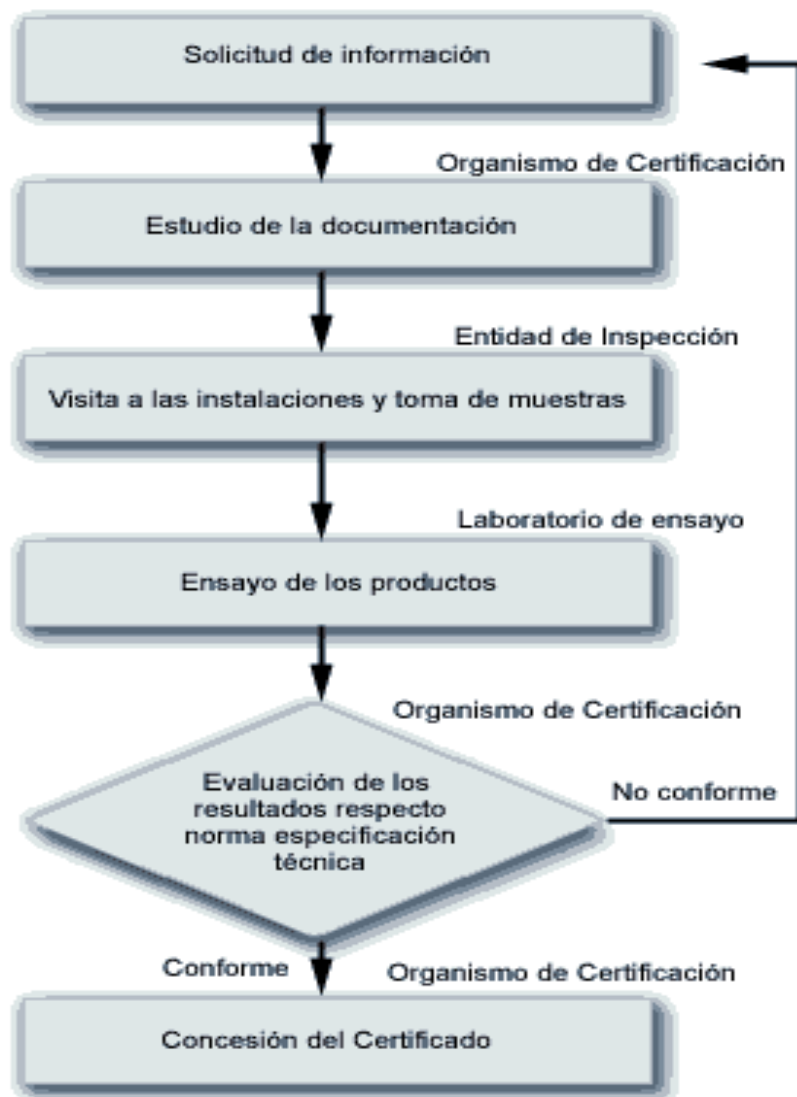 Solicitud de información
Organismo de Certificación
Estudio de la documentación
Entidad de Inspección
Visita a las instalaciones y toma de muestras
Laboratorio de ensayo
Ensayo de los productos
Organismo de Certificación
Evaluación de los
resultados respecto
norma especificación
técnica
No conforme
Conforme
Organismo de Certificación
Concesión del Certificado